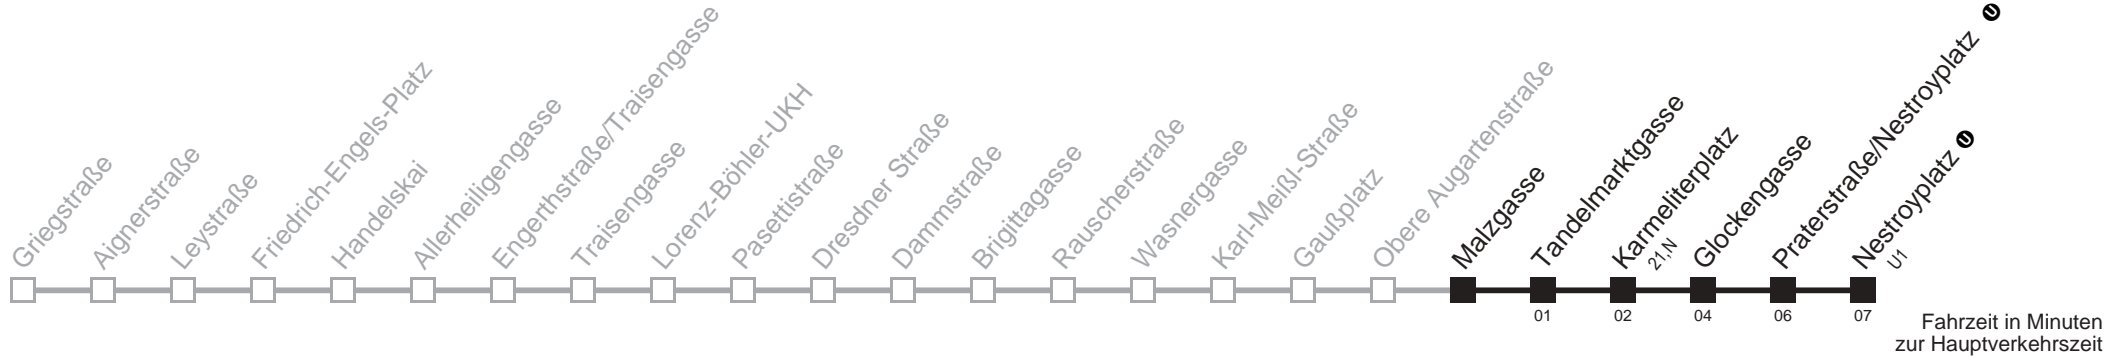 Griegstraße
Aignerstraße
Leystraße
Friedrich-Engels-Platz
Handelskai
Allerheiligengasse
Engerthstraße/Traisengasse
Traisengasse
Lorenz-Böhler-UKH
Pasettistraße
Dresdner Straße
Dammstraße
Brigittagasse
Rauscherstraße
Wasnergasse
Karl-Meißl-Straße
Gaußplatz
Obere Augartenstraße
Malzgasse
Tandelmarktgasse
Karmeliterplatz
21,N
Glockengasse
Praterstraße/Nestroyplatz U
Nestroyplatz U
U1
01 02 04 06 07
Fahrzeit in Minuten
zur Hauptverkehrszeit